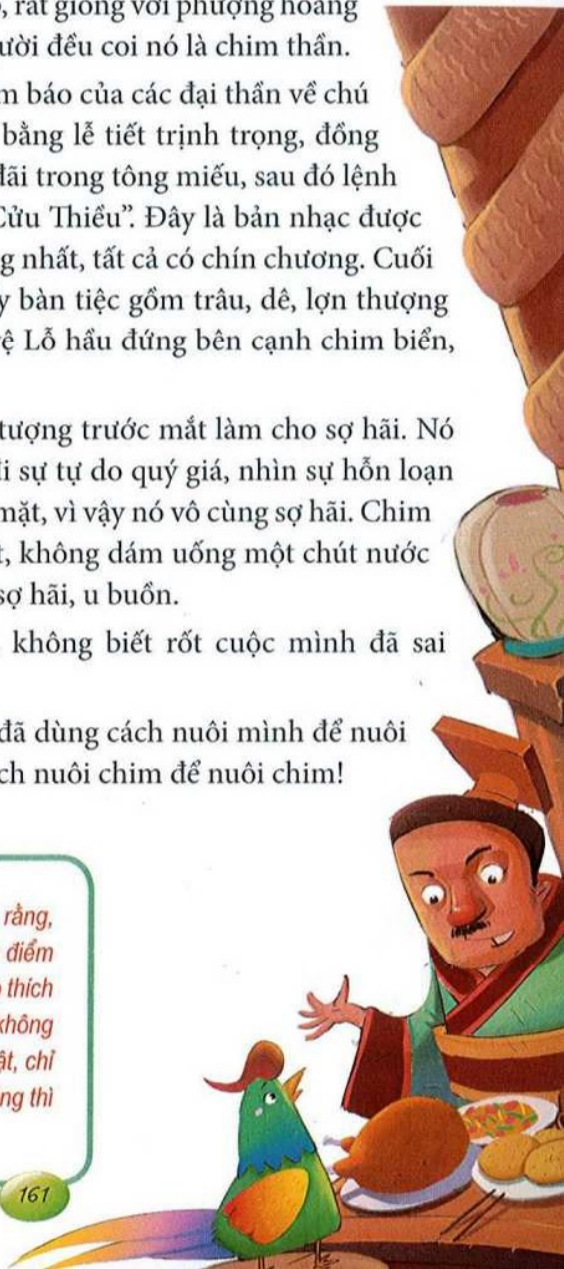 rất giống với phượng hoàng
ười đều coi nó là chim thần.
m báo của các đại thần về chú
bằng lễ tiết trịnh trọng, đồng
đãi trong tông miếu, sau đó lệnh
Cửu Thiều”. Đây là bản nhạc được
g nhất, tất cả có chín chương. Cuối
y bàn tiệc gồm trâu, dê, lợn thượng
ệ Lỗ hầu đứng bên cạnh chim biển,
tượng trước mắt làm cho sợ hãi. Nó
i sự tự do quý giá, nhìn sự hỗn loạn
mặt, vì vậy nó vô cùng sợ hãi. Chim
t, không dám uống một chút nước
sợ hãi, u buồn.
không biết rốt cuộc mình đã sai
đã dùng cách nuôi mình để nuôi
ch nuôi chim để nuôi chim!
rằng,
điểm
thích
không
ật, chỉ
ng thì
161